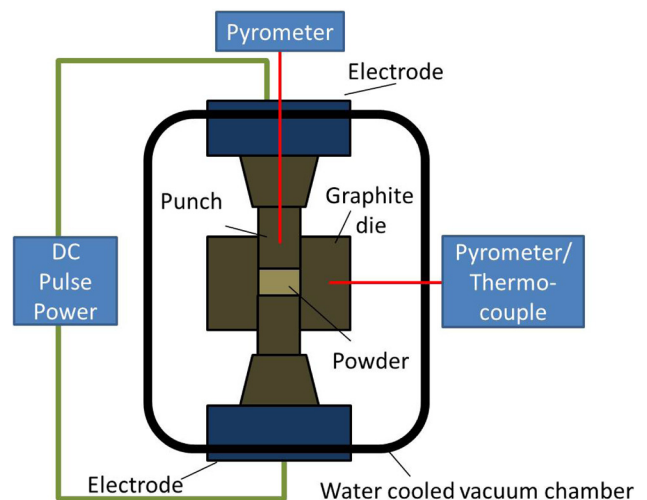 Pyrometer
Electrode
Punch
Graphite
die
DC
Pulse
Power
Pyrometer/
Thermo-
couple
Powder
Electrode
Water cooled vacuum chamber